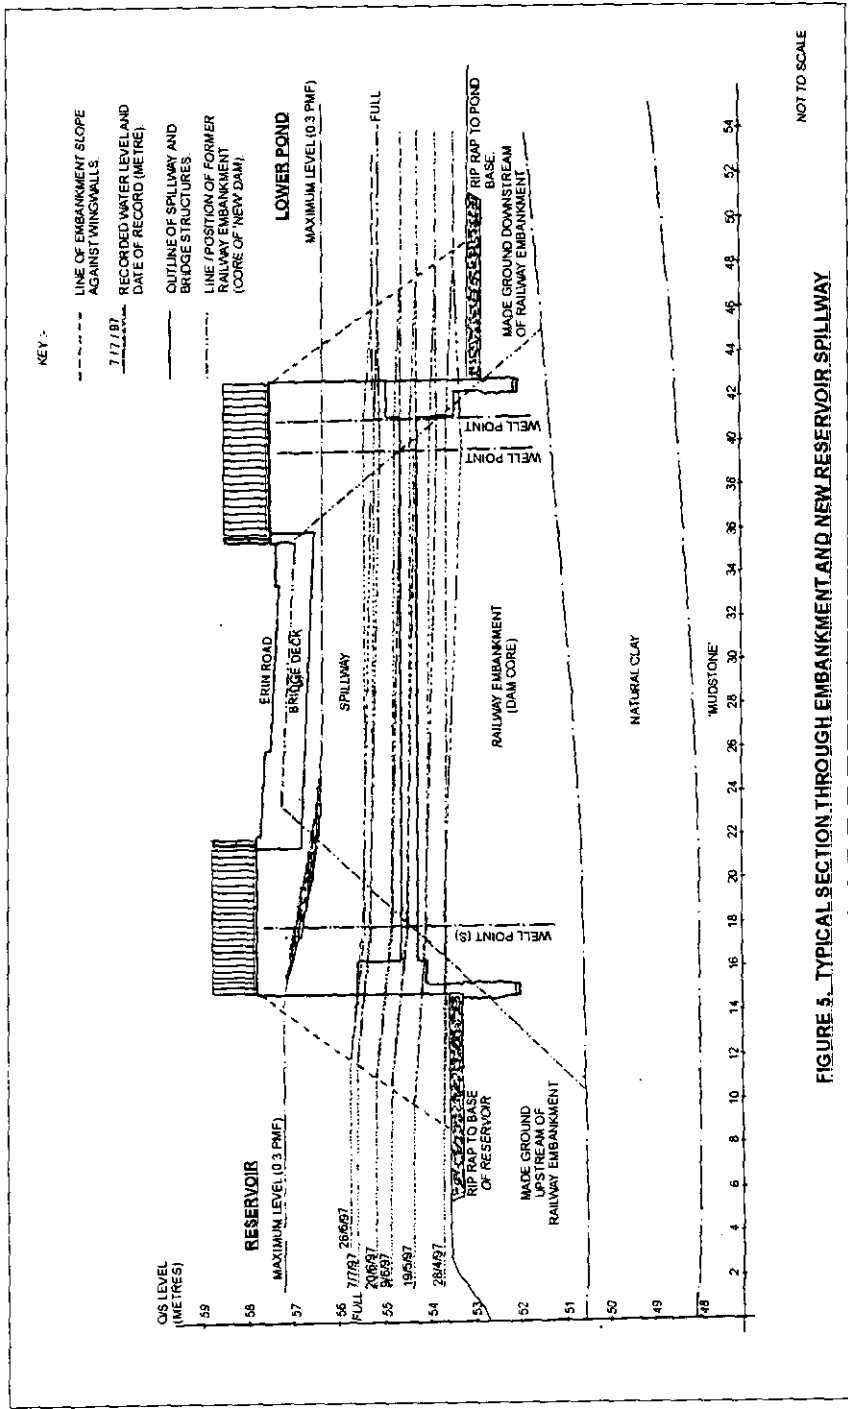 KEY :-
LINE OF EMBANKMENT SLOPE
AGAINST WINGWALLS.
7 / 7 / 97
RECORDED WATER LEVEL AND
DATE OF RECORD (METRE).
OUTLINE OF SPILLWAY AND
BRIDGE STRUCTURES.
LINE / POSITION OF FORMER
RAILWAY EMBANKMENT
(CORE OF 'NEW DAM').
O/S LEVEL
(METRES)
59
58
57
56
55
54
53
52
51
50
49
48
RESERVOIR
MAXIMUM LEVEL (0.3 PMF)
26/6/97
7/7/97
FULL
20/6/97
9/6/97
19/5/97
28/4/97
RIP RAP TO BASE
OF RESERVOIR
MADE GROUND
UPSTREAM OF
RAILWAY EMBANKMENT
WELL POINT (S)
ERIN ROAD
BRIDGE DECK
SPILLWAY
RAILWAY EMBANKMENT
(DAM CORE)
NATURAL CLAY
'MUDSTONE'
WELL POINT
WELL POINT
LOWER POND
MAXIMUM LEVEL (0.3 PMF)
FULL
RIP RAP TO POND
BASE.
MADE GROUND DOWNSTREAM
OF RAILWAY EMBANKMENT
2
4
6
8
10
12
14
16
18
20
22
24
26
28
30
32
34
36
38
40
42
44
46
48
50
52
54
NOT TO SCALE
FIGURE 5. TYPICAL SECTION THROUGH EMBANKMENT AND NEW RESERVOIR SPILLWAY